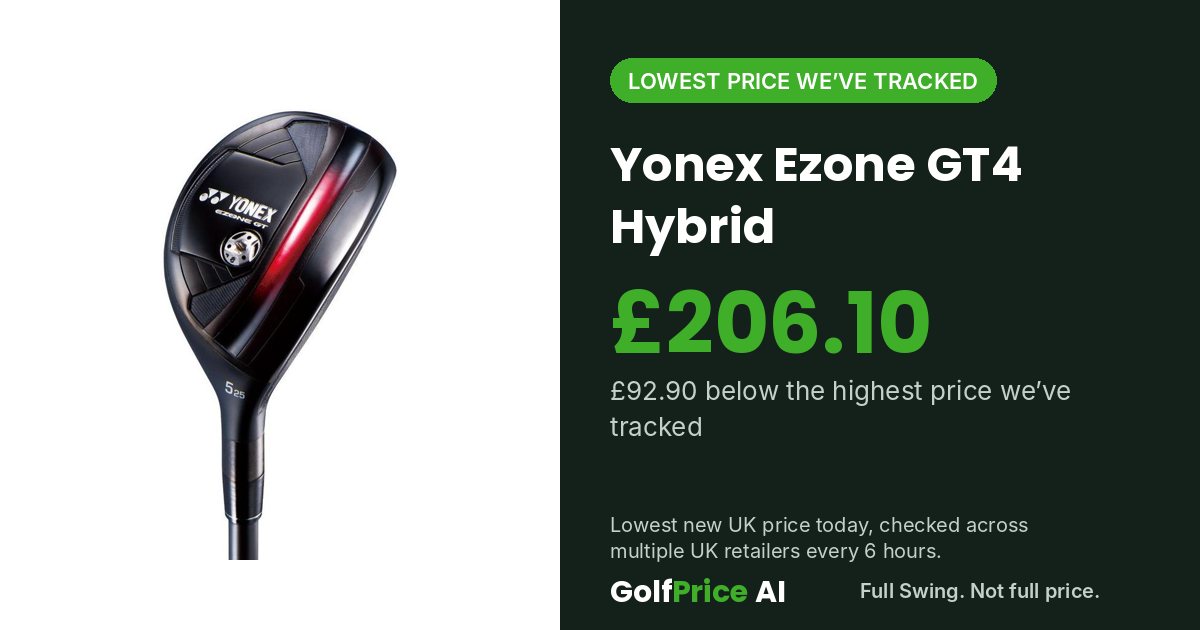 YONEX
EZONE GT
5 25
LOWEST PRICE WE’VE TRACKED
Yonex Ezone GT4
Hybrid
£206.10
£92.90 below the highest price we’ve
tracked
Lowest new UK price today, checked across
multiple UK retailers every 6 hours.
GolfPrice AI
Full Swing. Not full price.